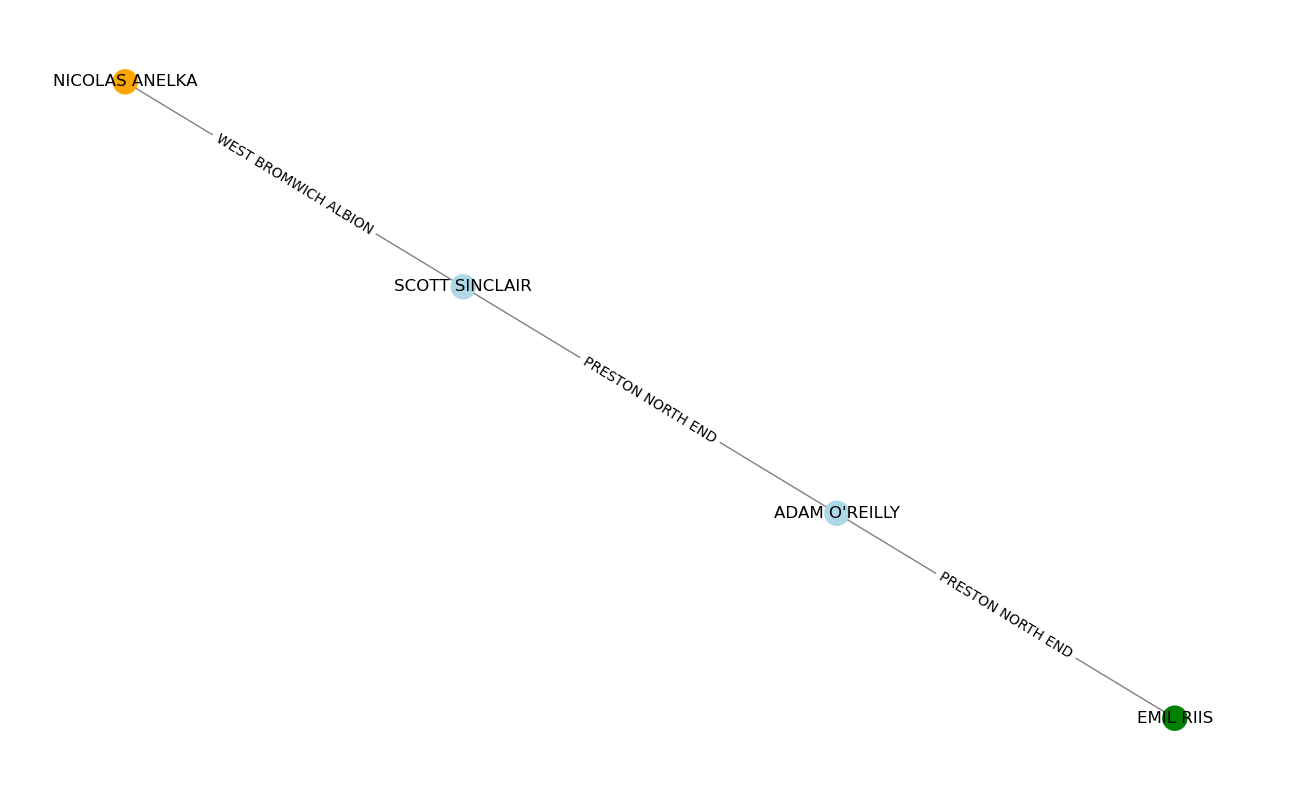 NICOLAS ANELKA
WEST BROMWICH ALBION
SCOTT SINCLAIR
PRESTON NORTH END
ADAM O'REILLY
PRESTON NORTH END
EMIL RIIS